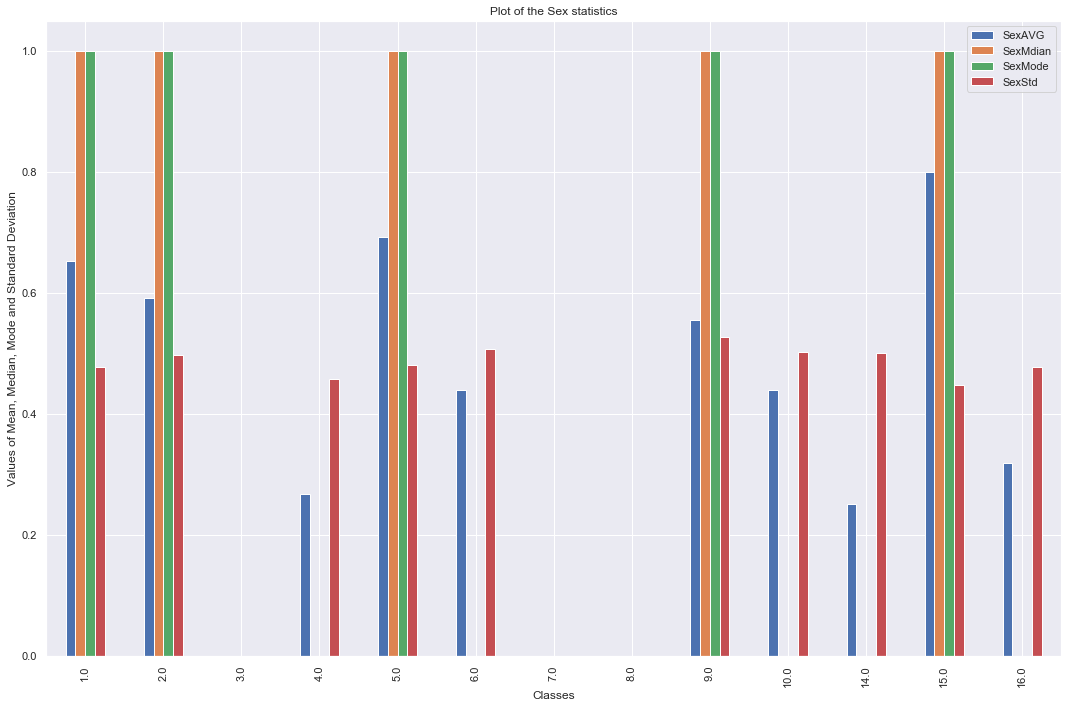 Plot of the Sex statistics
SexAVG
SexMdian
SexMode
SexStd
Values of Mean, Median, Mode and Standard Deviation
1.0
0.8
0.6
0.4
0.2
0.0
1.0
2.0
3.0
4.0
5.0
6.0
7.0
8.0
9.0
10.0
14.0
15.0
16.0
Classes